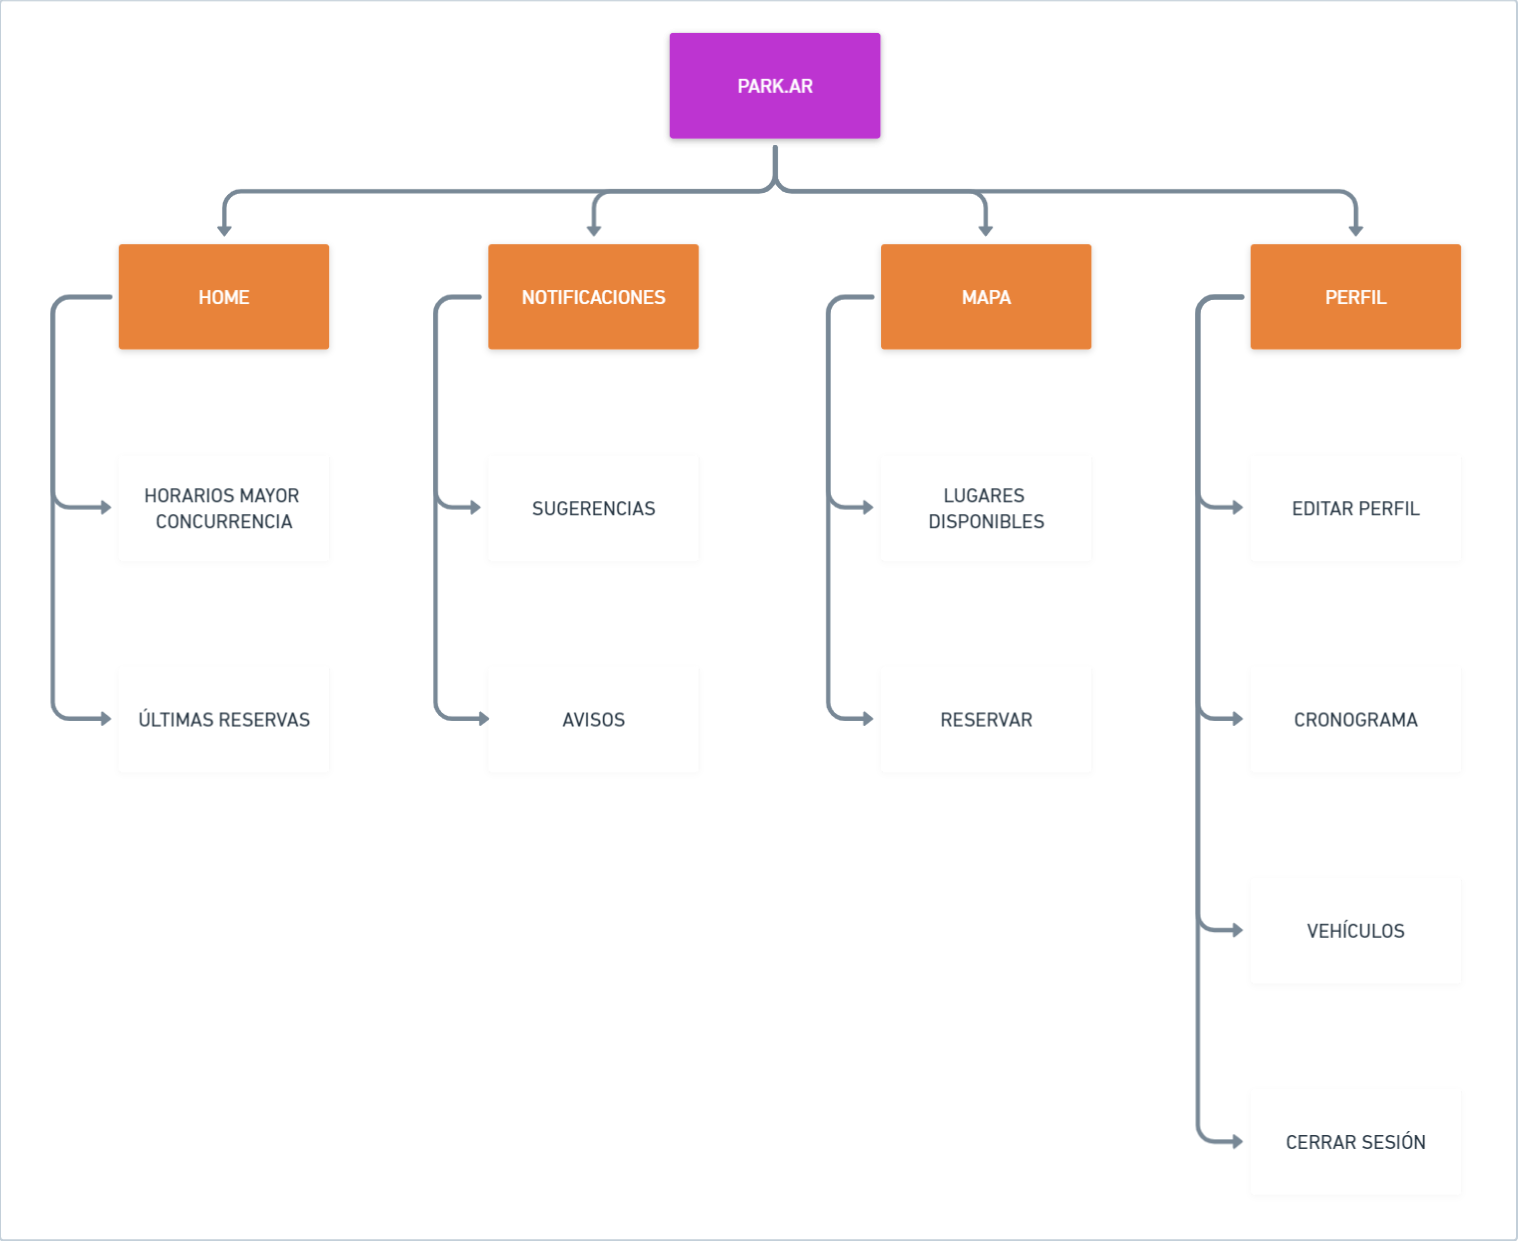 PARK.AR
HOME
NOTIFICACIONES
MAPA
PERFIL
HORARIOS MAYOR
CONCURRENCIA
SUGERENCIAS
LUGARES
DISPONIBLES
EDITAR PERFIL
ÚLTIMAS RESERVAS
AVISOS
RESERVAR
CRONOGRAMA
VEHÍCULOS
CERRAR SESIÓN